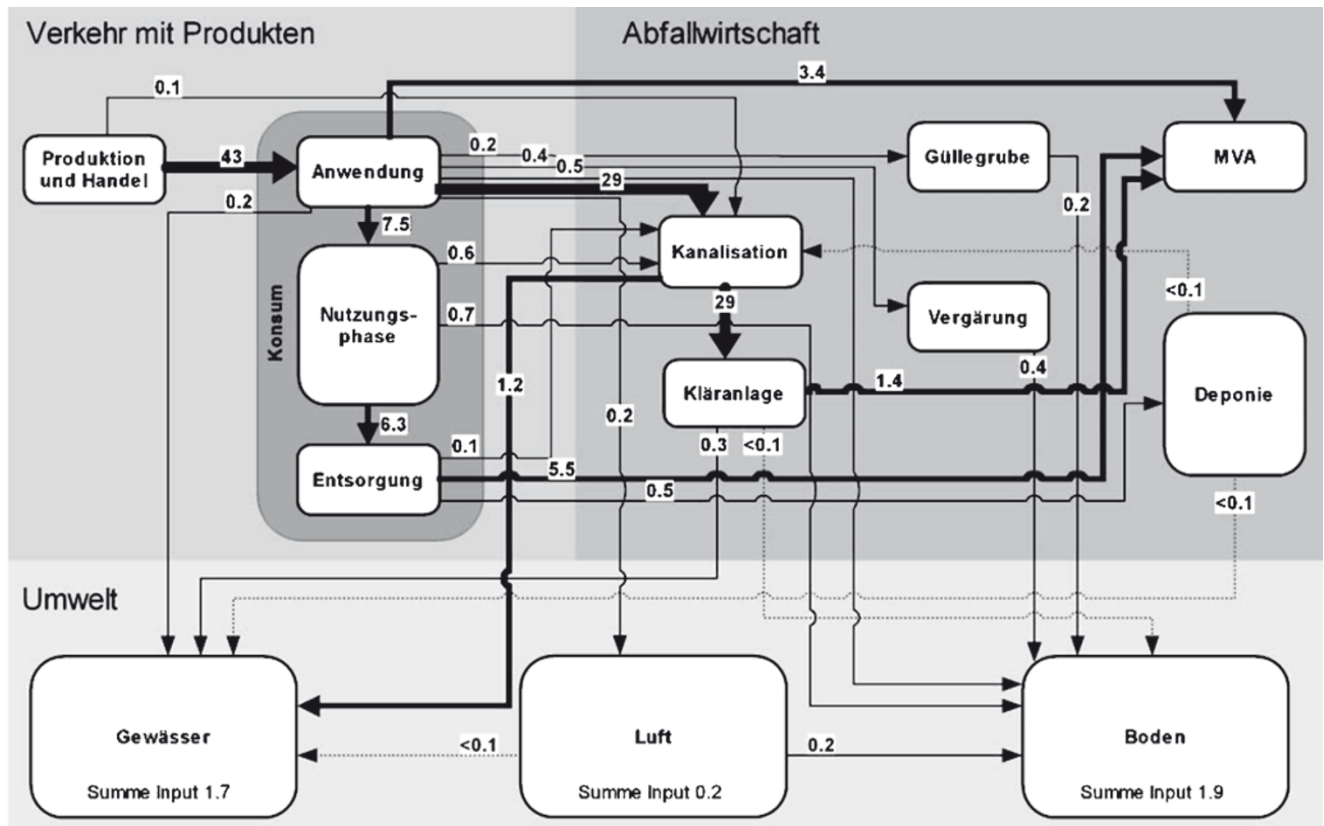 Verkehr mit Produkten
Abfallwirtschaft
3.4
0.1
Produktion
und Handel
43
Anwendung
0.2
0.4
0.5
29
Güllegrube
MVA
0.2
0.2
7.5
Kanalisation
0.6
<0.1
Konsum
Nutzungs-
phase
0.7
29
Vergärung
1.2
Kläranlage
1.4
0.4
Deponie
0.2
6.3
0.1
0.3
<0.1
Entsorgung
5.5
0.5
<0.1
Umwelt
Gewässer
Summe Input 1.7
<0.1
Luft
Summe Input 0.2
0.2
Boden
Summe Input 1.9